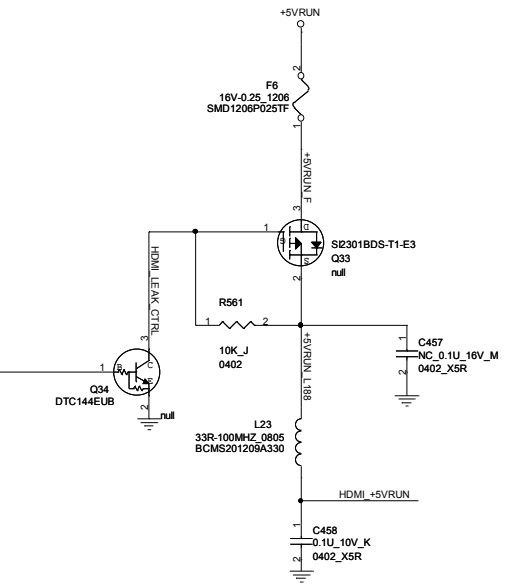 +5VRUN
2
F6
16V-0.25_1206
SMD1206P025TF
1
+5VRUN_F
3
D
1
G
SI2301BDS-T1-E3
Q33
S
null
2
HDMI_LEAK_CTRL
R561
1
2
10K_J
0402
+5VRUN_L188
1
C457
NC_0.1U_16V_M
2
0402_X5R
3
1
B
C
E
Q34
DTC144EUB
2
null
L23
33R-100MHZ_0805
BCMS201209A330
HDMI_+5VRUN
1
C458
0.1U_10V_K
2
0402_X5R